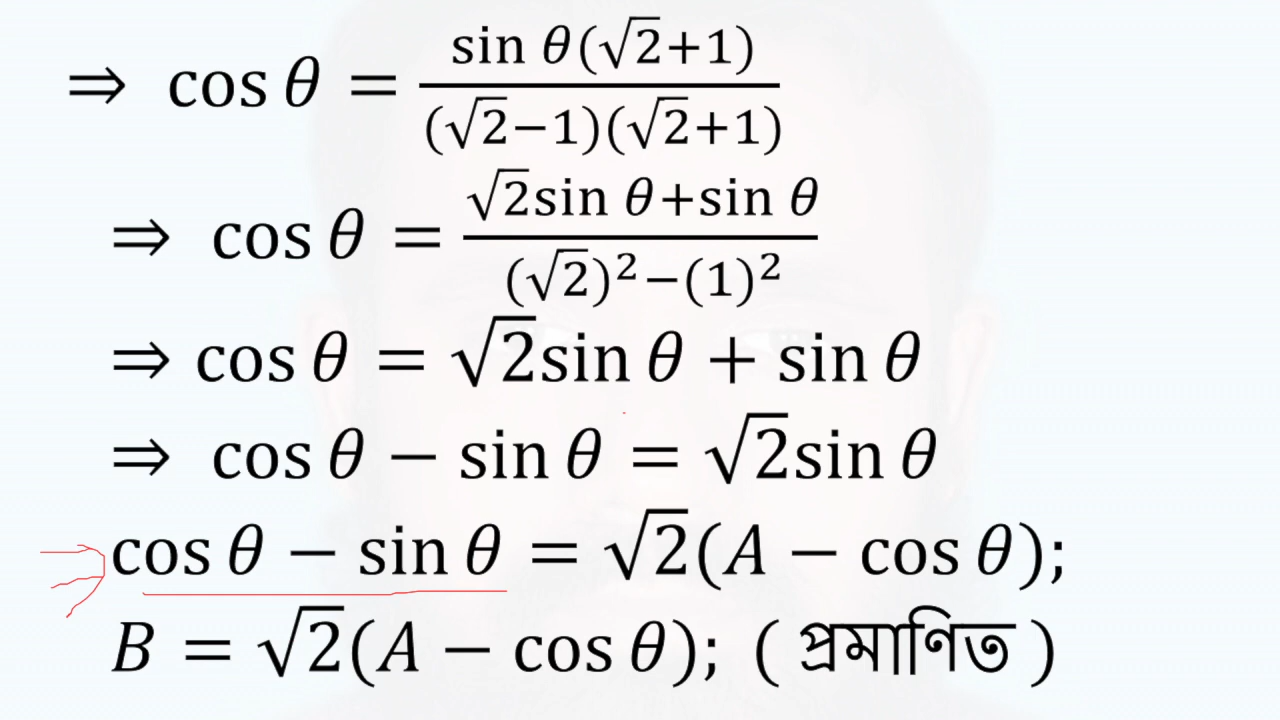 ⇒ cos θ = sin θ(√2+1) / (√2−1)(√2+1)
⇒ cos θ = √2sin θ+sin θ / (√2)²−(1)²
⇒ cos θ = √2sin θ + sin θ
⇒ cos θ − sin θ = √2sin θ
cos θ − sin θ = √2(A − cos θ);
B = √2(A − cos θ); ( প্রমাণিত )